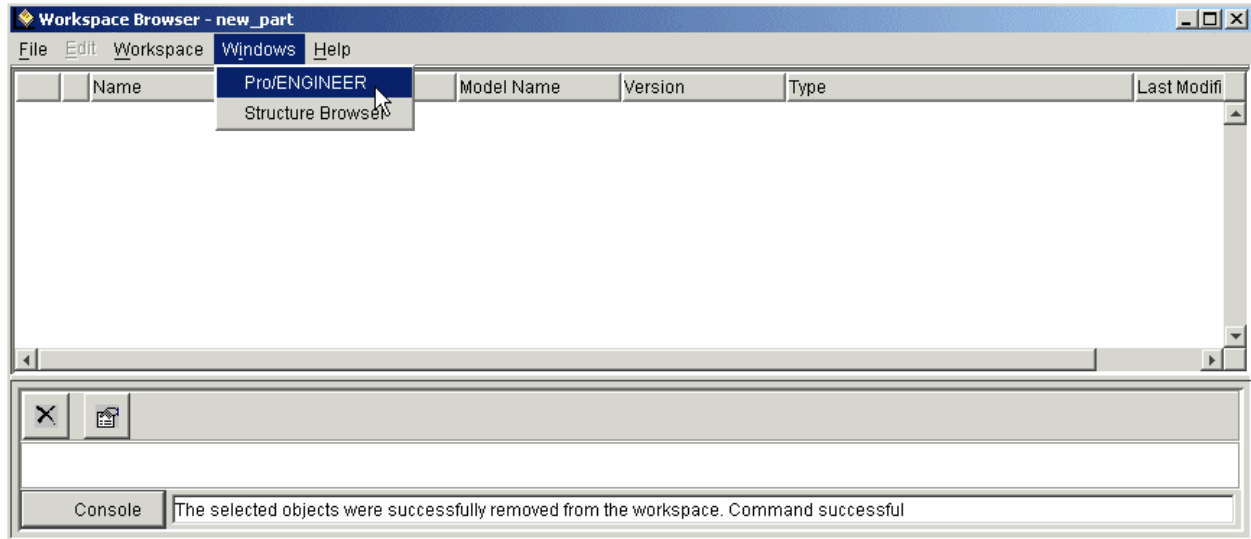 Workspace Browser - new_part
File Edit Workspace Windows Help
Name Model Name Version Type Last Modifi
Pro/ENGINEER
Structure Browser
Console The selected objects were successfully removed from the workspace. Command successful